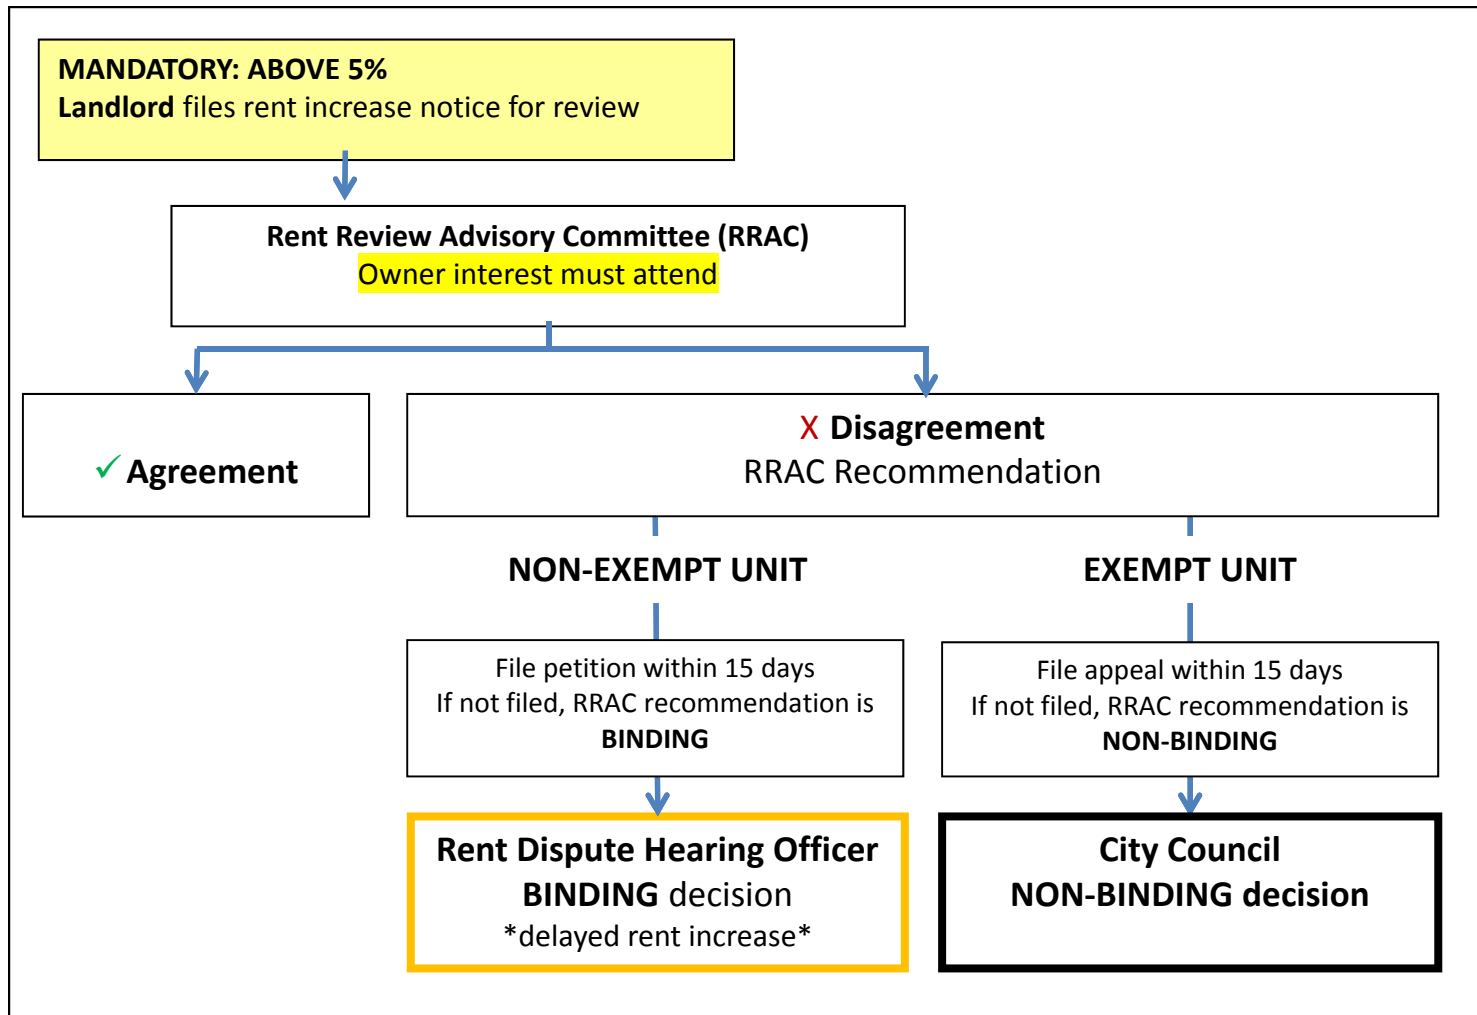 MANDATORY: ABOVE 5%
Landlord files rent increase notice for review
Rent Review Advisory Committee (RRAC)
Owner interest must attend
✓ Agreement
X Disagreement
RRAC Recommendation
NON-EXEMPT UNIT
EXEMPT UNIT
File petition within 15 days
If not filed, RRAC recommendation is
BINDING
File appeal within 15 days
If not filed, RRAC recommendation is
NON-BINDING
Rent Dispute Hearing Officer
BINDING decision
*delayed rent increase*
City Council
NON-BINDING decision